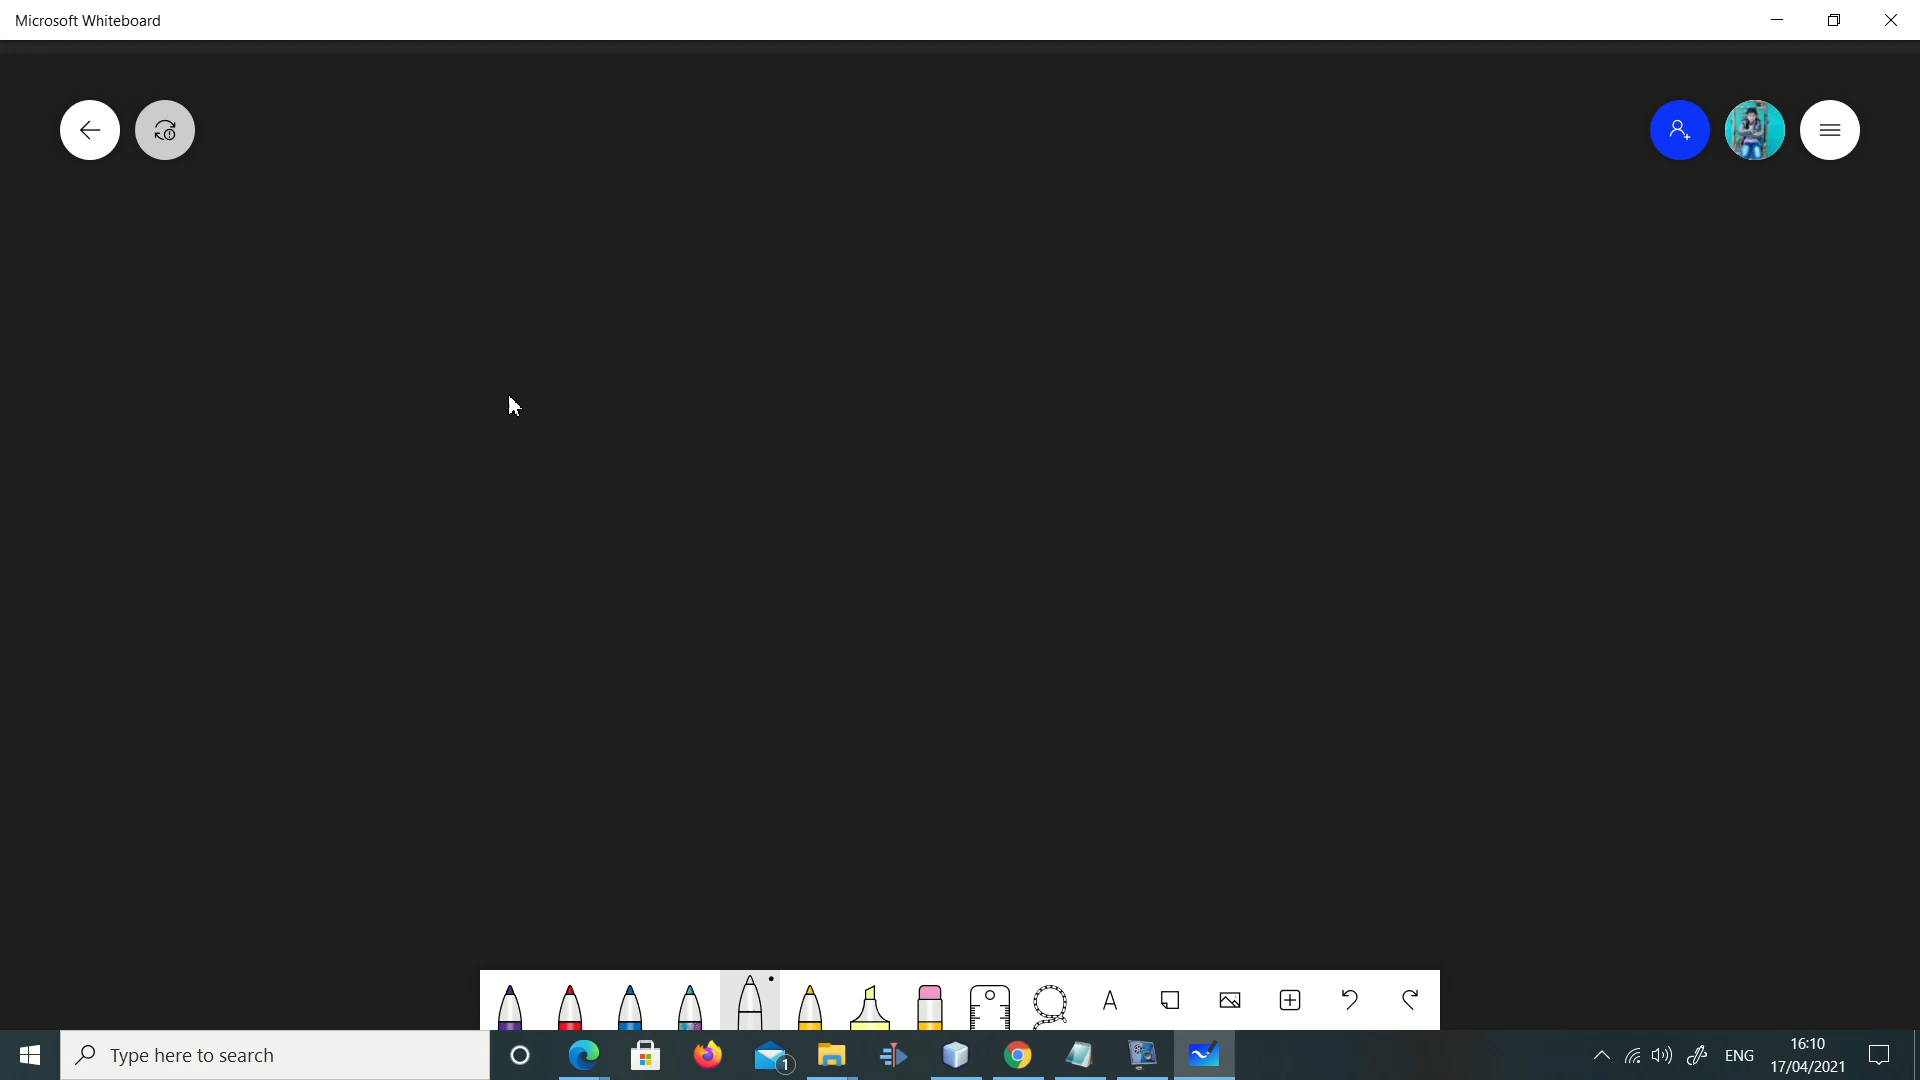 Microsoft Whiteboard
A
Type here to search
1
ENG
16:10
17/04/2021